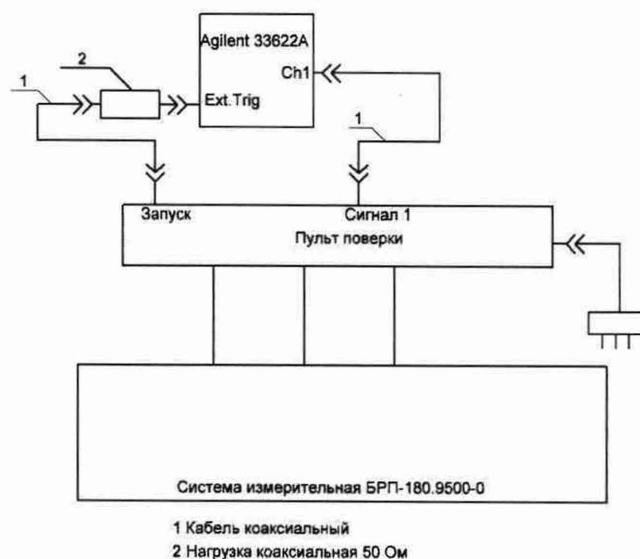 Agilent 33622A
2
Ch1
1
Ext.Trig
1
Запуск
Сигнал 1
Пульт поверки
Система измерительная БРП-180.9500-0
1 Кабель коаксиальный
2 Нагрузка коаксиальная 50 Ом